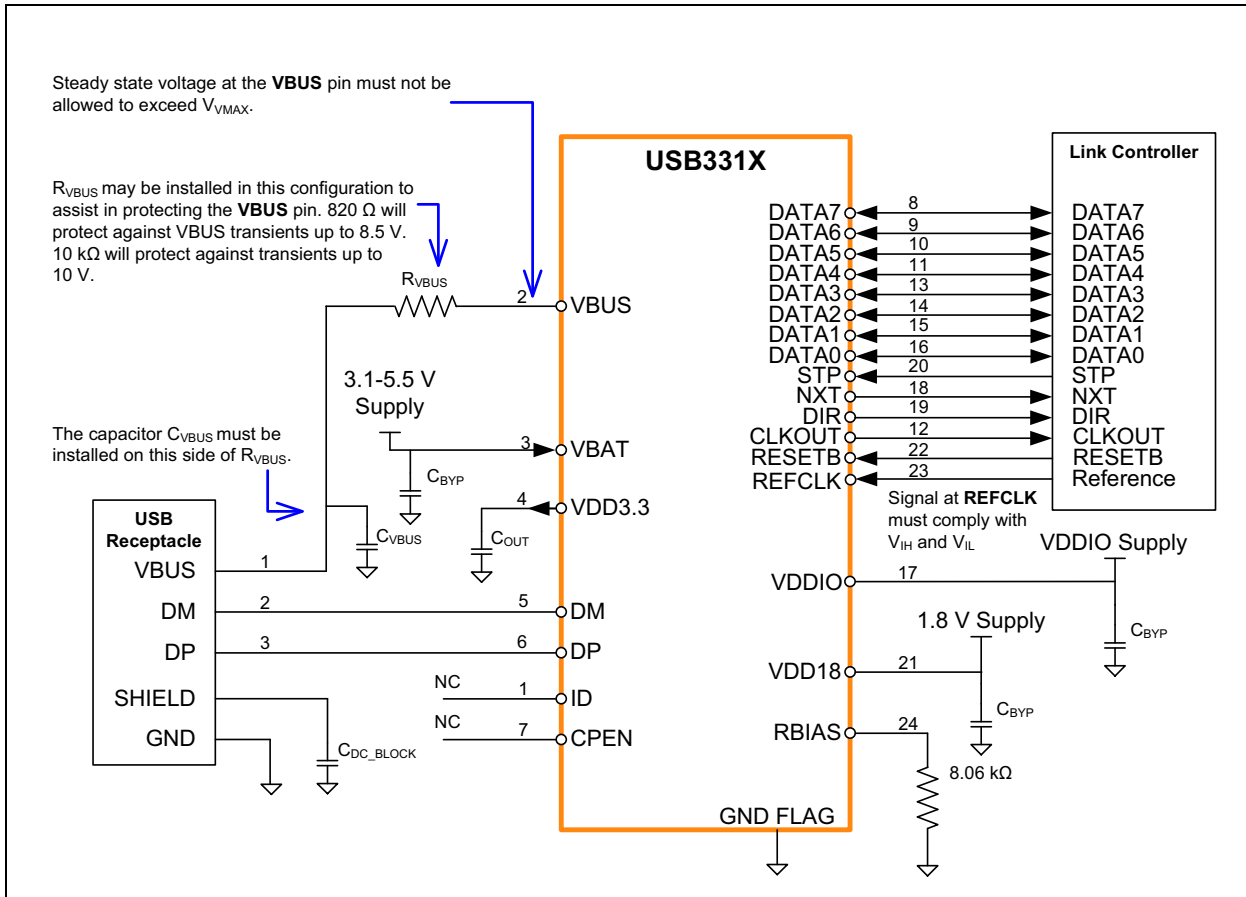 Steady state voltage at the VBUS pin must not be
allowed to exceed VVMAX.
RVBUS may be installed in this configuration to
assist in protecting the VBUS pin. 820 Ω will
protect against VBUS transients up to 8.5 V.
10 kΩ will protect against transients up to
10 V.
RVBUS
2
VBUS
3.1-5.5 V
Supply
3
VBAT
CBYP
The capacitor CVBUS must be
installed on this side of RVBUS.
4
VDD3.3
COUT
CVBUS
USB
Receptacle
VBUS
1
DM
2
5
DM
DP
3
6
DP
SHIELD
NC
1
ID
GND
NC
7
CPEN
CDC_BLOCK
USB331X
Link Controller
DATA7 8 DATA7
DATA6 9 DATA6
DATA5 10 DATA5
DATA4 11 DATA4
DATA3 13 DATA3
DATA2 14 DATA2
DATA1 15 DATA1
DATA0 16 DATA0
STP 20 STP
NXT 18 NXT
DIR 19 DIR
CLKOUT 12 CLKOUT
RESETB 22 RESETB
REFCLK 23 Reference
Signal at REFCLK
must comply with
VIH and VIL
VDDIO Supply
VDDIO 17
CBYP
1.8 V Supply
VDD18 21
CBYP
RBIAS 24
8.06 kΩ
GND FLAG